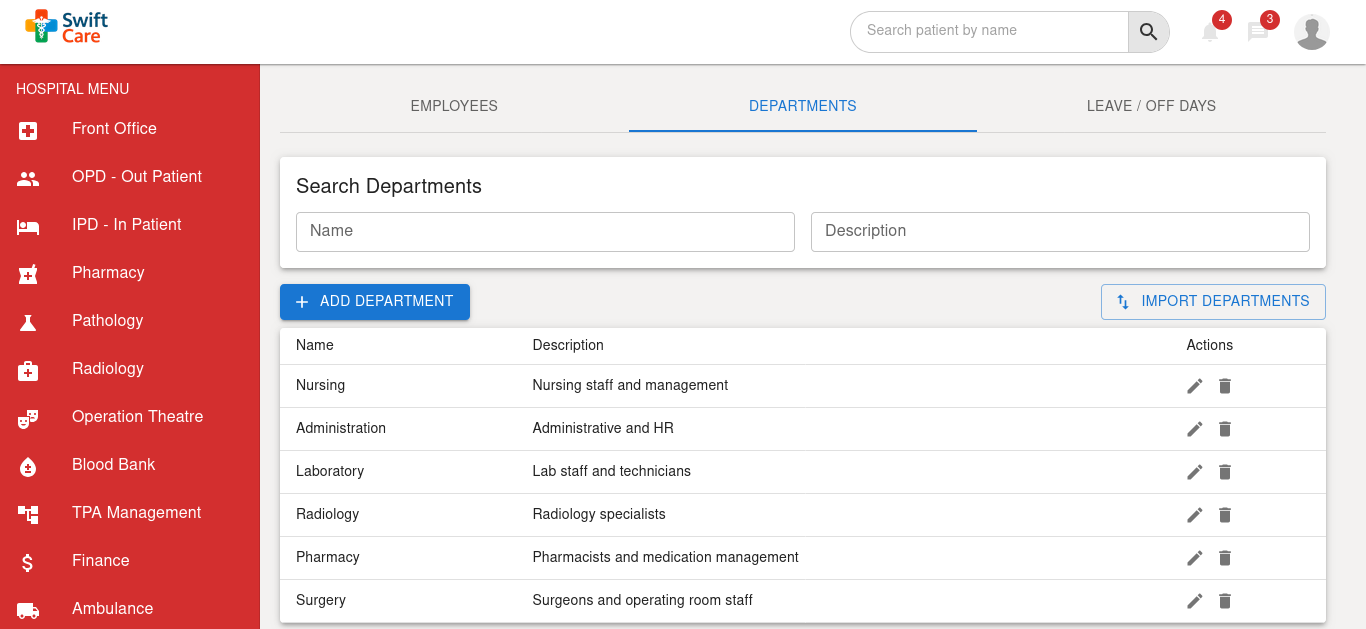 Swift
Care
Search patient by name
4
3
HOSPITAL MENU
Front Office
OPD - Out Patient
IPD - In Patient
Pharmacy
Pathology
Radiology
Operation Theatre
Blood Bank
TPA Management
Finance
Ambulance
EMPLOYEES
DEPARTMENTS
LEAVE / OFF DAYS
Search Departments
Name
Description
ADD DEPARTMENT
IMPORT DEPARTMENTS
Name Description Actions
Nursing Nursing staff and management
Administration Administrative and HR
Laboratory Lab staff and technicians
Radiology Radiology specialists
Pharmacy Pharmacists and medication management
Surgery Surgeons and operating room staff